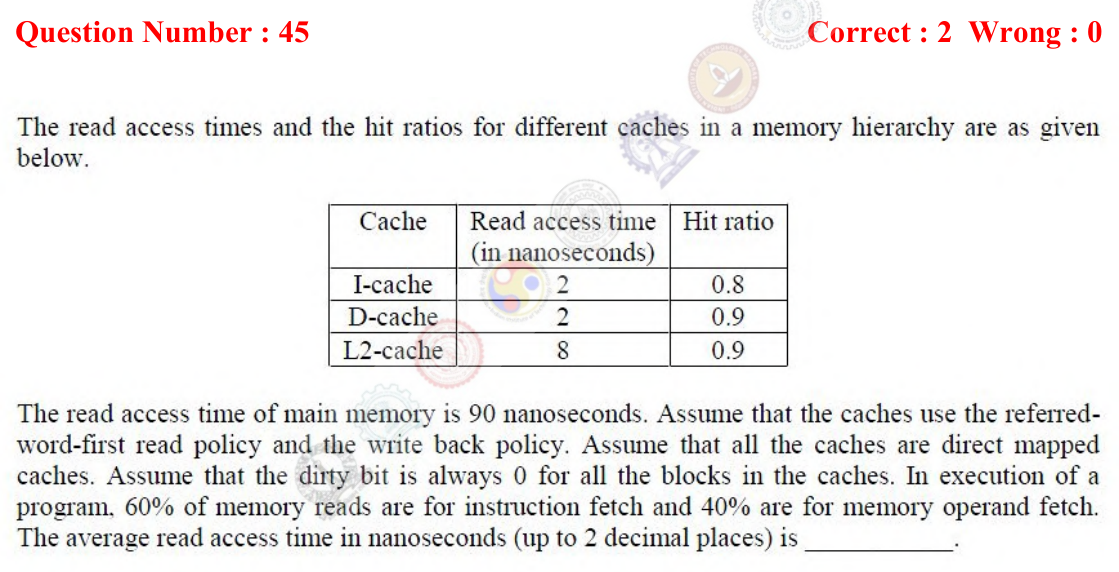 Question Number : 45 Correct : 2 Wrong : 0
The read access times and the hit ratios for different caches in a memory hierarchy are as given
below.
Cache Read access time Hit ratio
(in nanoseconds)
I-cache 2 0.8
D-cache 2 0.9
L2-cache 8 0.9
The read access time of main memory is 90 nanoseconds. Assume that the caches use the referred-
word-first read policy and the write back policy. Assume that all the caches are direct mapped
caches. Assume that the dirty bit is always 0 for all the blocks in the caches. In execution of a
program, 60% of memory reads are for instruction fetch and 40% are for memory operand fetch.
The average read access time in nanoseconds (up to 2 decimal places) is ____________.